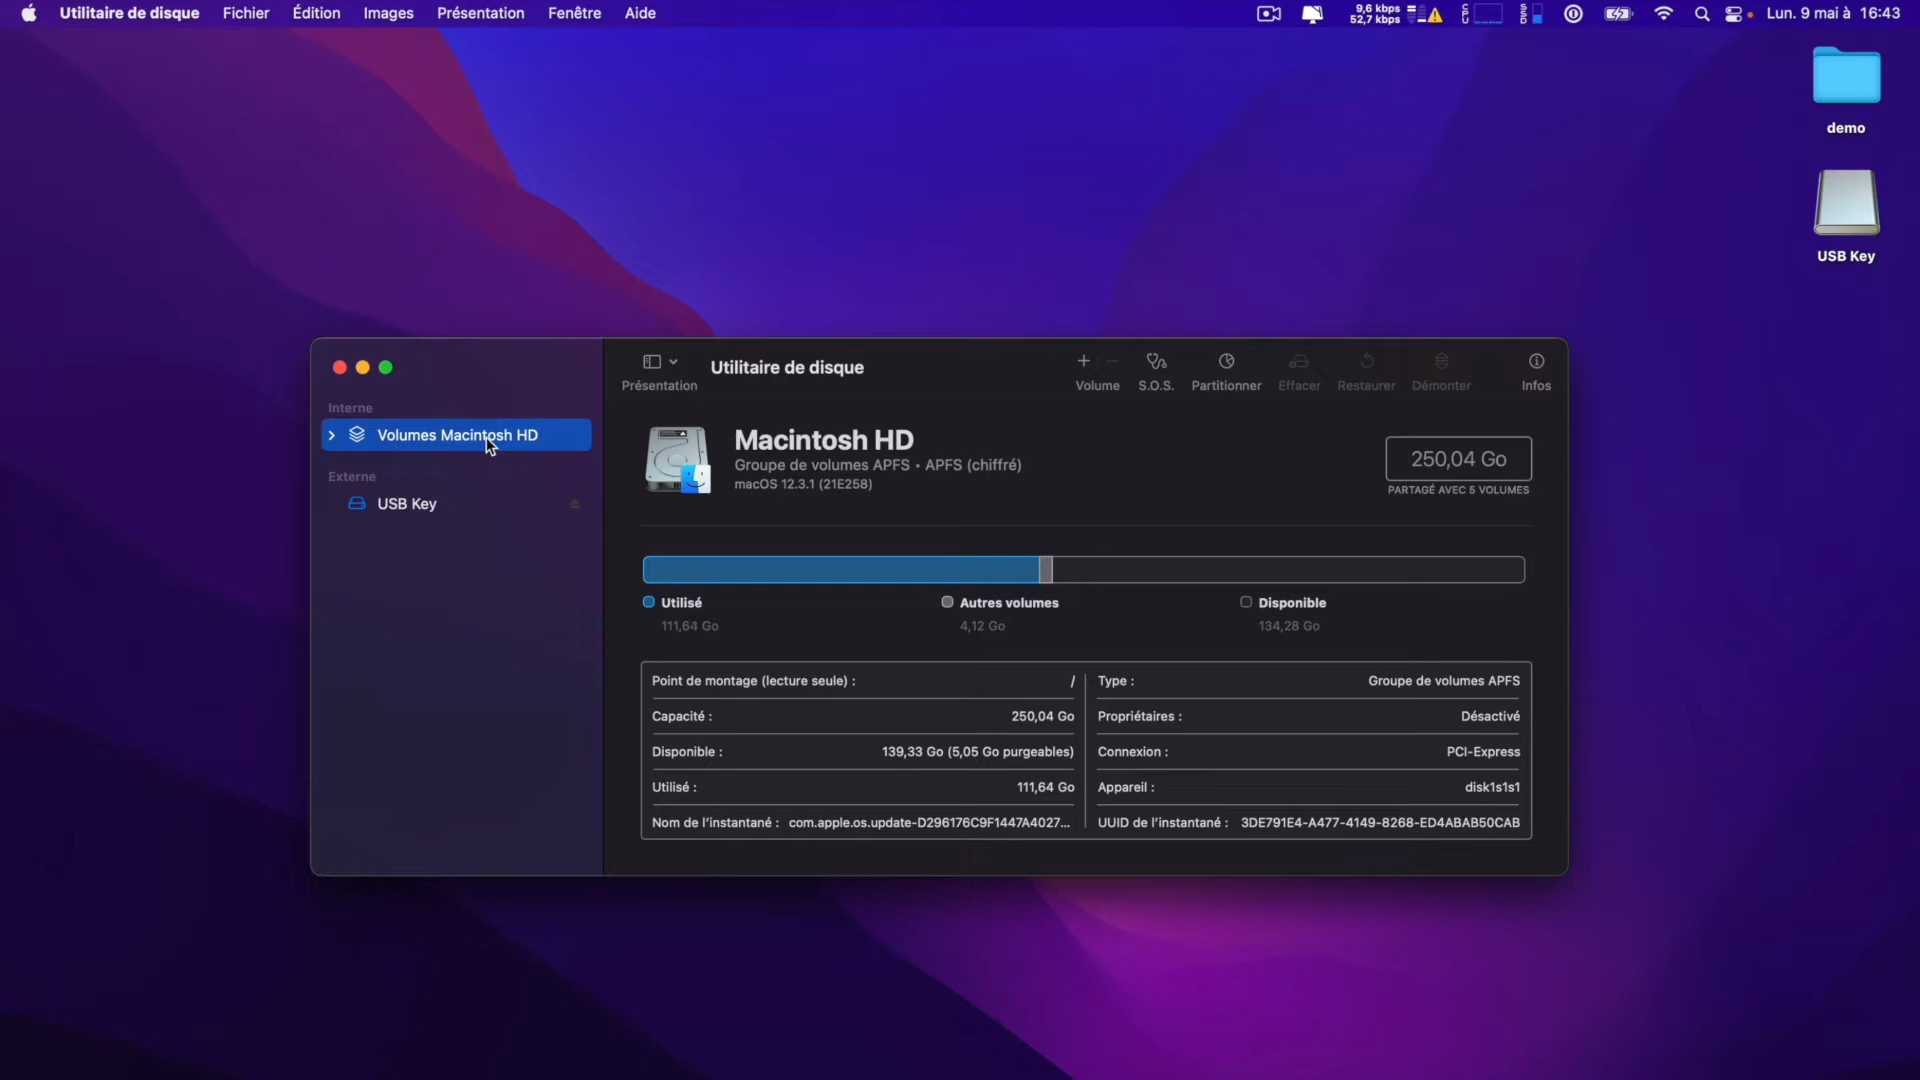 Utilitaire de disque Fichier Édition Images Présentation Fenêtre Aide
9,6 kbps
52,7 kbps
CPU
SSD
Lun. 9 mai à 16:43
demo
USB Key
Présentation
Utilitaire de disque
Volume S.O.S. Partitionner Effacer Restaurer Démonter Infos
Interne
Volumes Macintosh HD
Externe
USB Key
Macintosh HD
Groupe de volumes APFS • APFS (chiffré)
macOS 12.3.1 (21E258)
250,04 Go
PARTAGÉ AVEC 5 VOLUMES
Utilisé
111,64 Go
Autres volumes
4,12 Go
Disponible
134,28 Go
Point de montage (lecture seule) : /
Capacité : 250,04 Go
Disponible : 139,33 Go (5,05 Go purgeables)
Utilisé : 111,64 Go
Nom de l'instantané : com.apple.os.update-D296176C9F1447A4027...
Type : Groupe de volumes APFS
Propriétaires : Désactivé
Connexion : PCI-Express
Appareil : disk1s1s1
UUID de l'instantané : 3DE791E4-A477-4149-8268-ED4ABAB50CAB